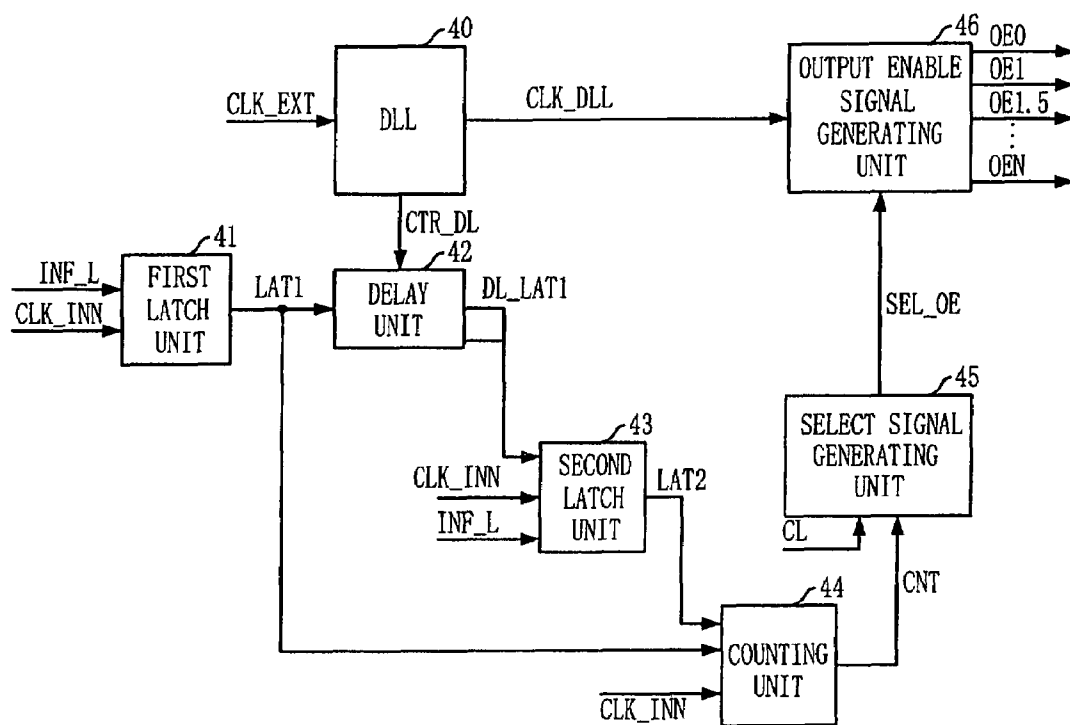 40
46
CLK_EXT
DLL
CLK_DLL
OUTPUT ENABLE
SIGNAL
GENERATING
UNIT
OE0
OE1
OE1.5
OEN
CTR_DL
41
42
INF_L
CLK_INN
FIRST
LATCH
UNIT
LAT1
DELAY
UNIT
DL_LAT1
SEL_OE
43
45
CLK_INN
INF_L
SECOND
LATCH
UNIT
LAT2
SELECT SIGNAL
GENERATING
UNIT
CL
CNT
44
COUNTING
UNIT
CLK_INN